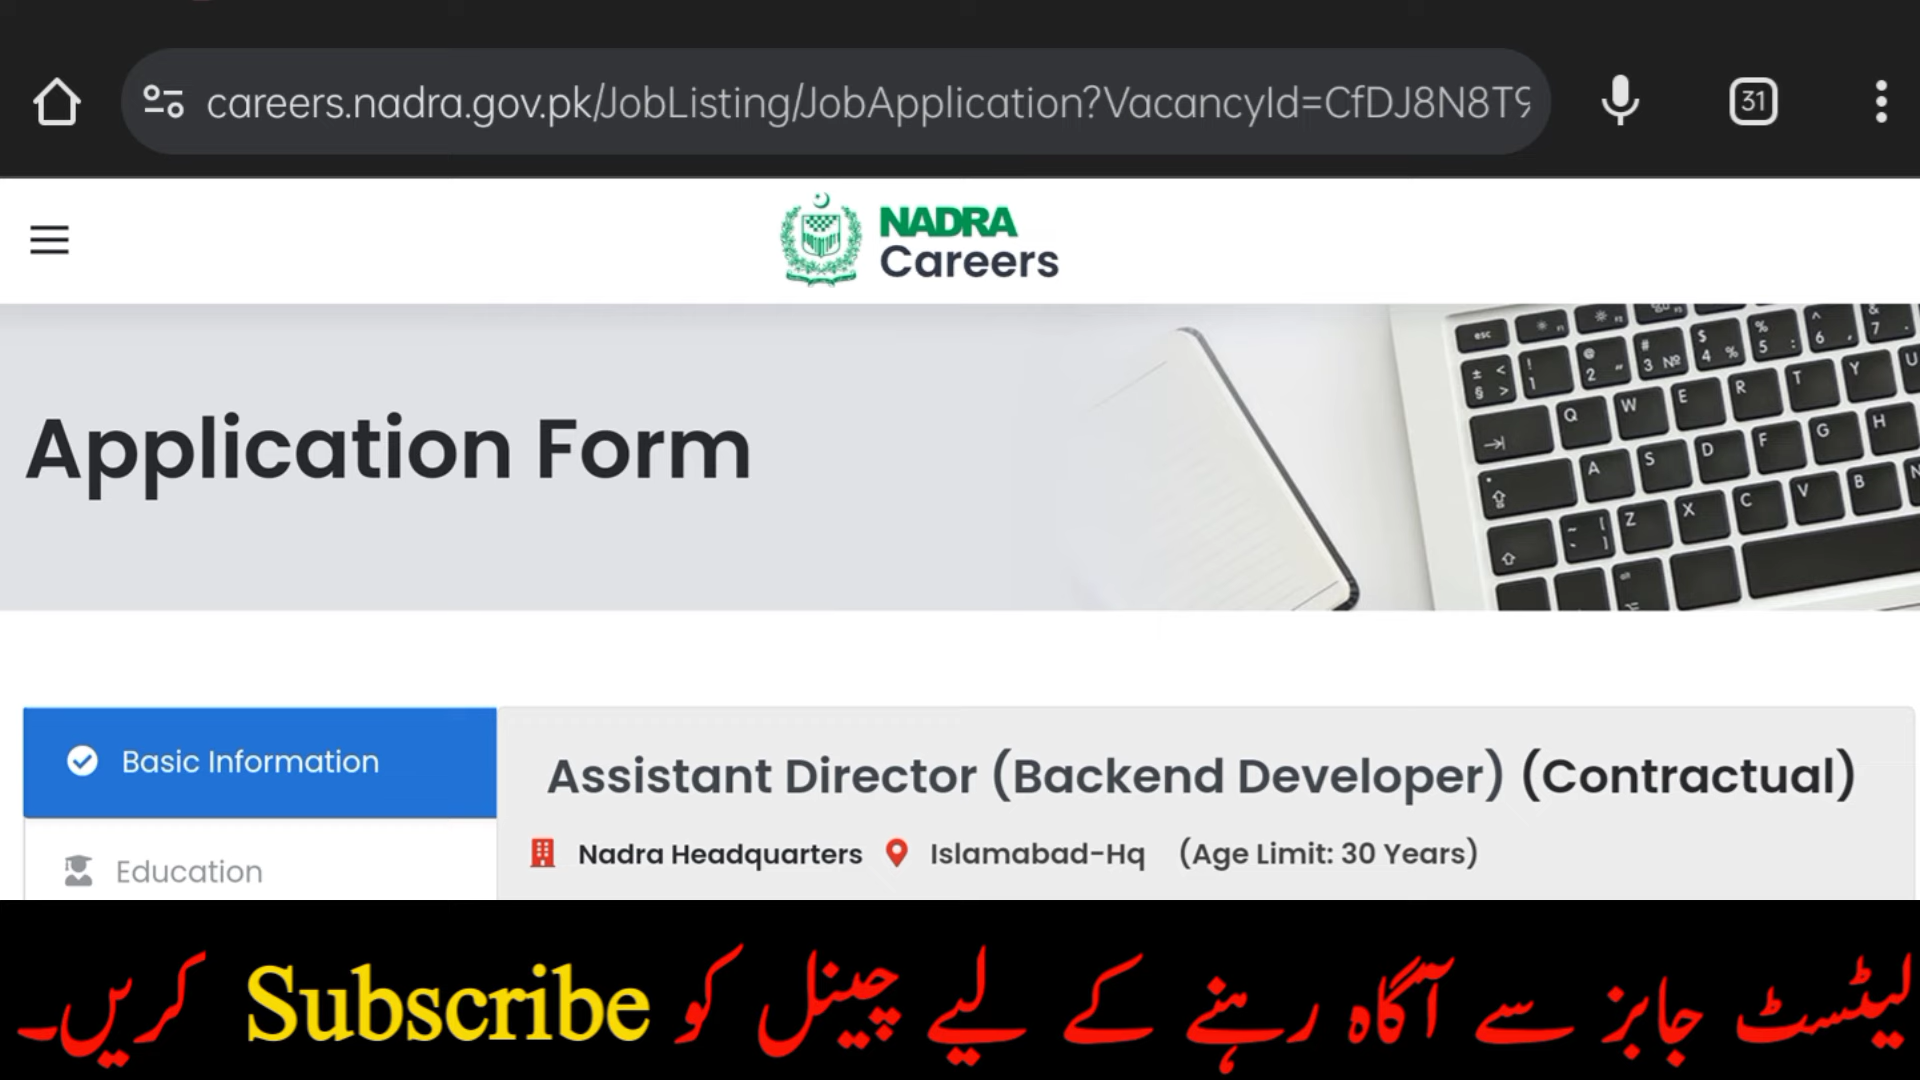 careers.nadra.gov.pk/JobListing/JobApplication?VacancyId=CfDJ8N8T9
31
NADRA
Careers
Application Form
Basic Information
Education
Assistant Director (Backend Developer) (Contractual)
Nadra Headquarters Islamabad-Hq (Age Limit: 30 Years)
لیٹسٹ جابز سے آگاہ رہنے کے لیے چینل کو Subscribe کریں۔